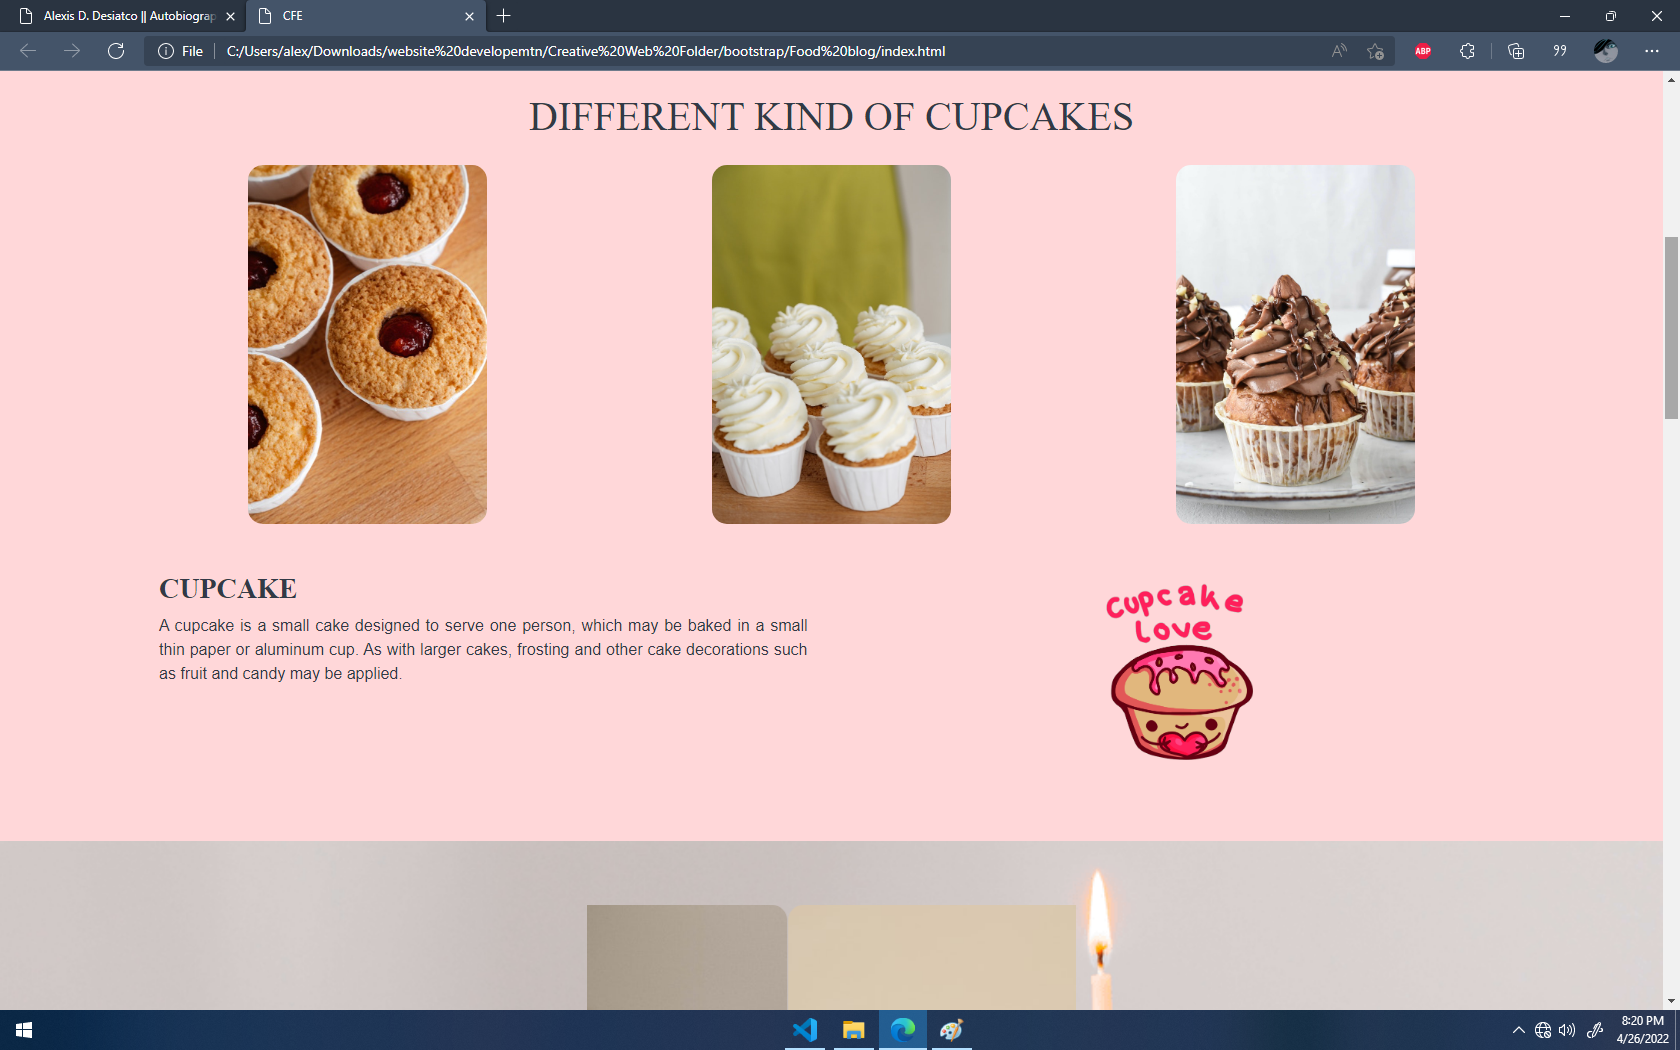 Alexis D. Desiatco || Autobiograp
CFE
File
C:/Users/alex/Downloads/website%20developemtn/Creative%20Web%20Folder/bootstrap/Food%20blog/index.html
ABP
DIFFERENT KIND OF CUPCAKES
CUPCAKE
A cupcake is a small cake designed to serve one person, which may be baked in a small
thin paper or aluminum cup. As with larger cakes, frosting and other cake decorations such
as fruit and candy may be applied.
cupcake
love
8:20 PM
4/26/2022